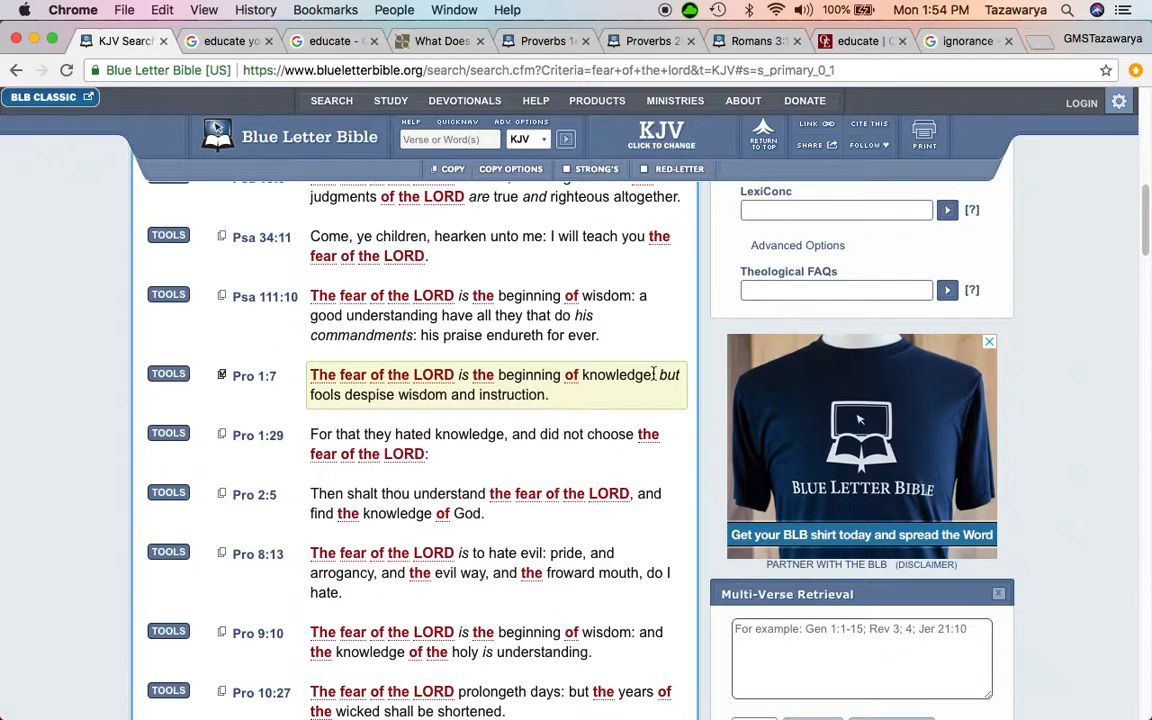 Chrome File Edit View History Bookmarks People Window Help 100% Mon 1:54 PM Tazawarya
KJV Searc educate yo educate - G What Does Proverbs 14 Proverbs 2 Romans 3:1 educate | O ignorance - GMSTazawarya
Blue Letter Bible [US] https://www.blueletterbible.org/search/search.cfm?Criteria=fear+of+the+lord&t=KJV#s=s_primary_0_1
BLB CLASSIC
SEARCH STUDY DEVOTIONALS HELP PRODUCTS MINISTRIES ABOUT DONATE LOGIN
HELP QUICKNAV ADV. OPTIONS
Blue Letter Bible Verse or Word(s) KJV
KJV
CLICK TO CHANGE
RETURN TO TOP
LINK CITE THIS
SHARE FOLLOW
PRINT
COPY COPY OPTIONS STRONG'S RED-LETTER
judgments of the LORD are true and righteous altogether.
TOOLS Psa 34:11 Come, ye children, hearken unto me: I will teach you the
fear of the LORD.
TOOLS Psa 111:10 The fear of the LORD is the beginning of wisdom: a
good understanding have all they that do his
commandments: his praise endureth for ever.
TOOLS Pro 1:7 The fear of the LORD is the beginning of knowledge: but
fools despise wisdom and instruction.
TOOLS Pro 1:29 For that they hated knowledge, and did not choose the
fear of the LORD:
TOOLS Pro 2:5 Then shalt thou understand the fear of the LORD, and
find the knowledge of God.
TOOLS Pro 8:13 The fear of the LORD is to hate evil: pride, and
arrogancy, and the evil way, and the froward mouth, do I
hate.
TOOLS Pro 9:10 The fear of the LORD is the beginning of wisdom: and
the knowledge of the holy is understanding.
TOOLS Pro 10:27 The fear of the LORD prolongeth days: but the years of
the wicked shall be shortened.
LexiConc
[?]
Advanced Options
Theological FAQs
[?]
BLUE LETTER BIBLE
Get your BLB shirt today and spread the Word
PARTNER WITH THE BLB (DISCLAIMER)
Multi-Verse Retrieval
For example: Gen 1:1-15; Rev 3; 4; Jer 21:10